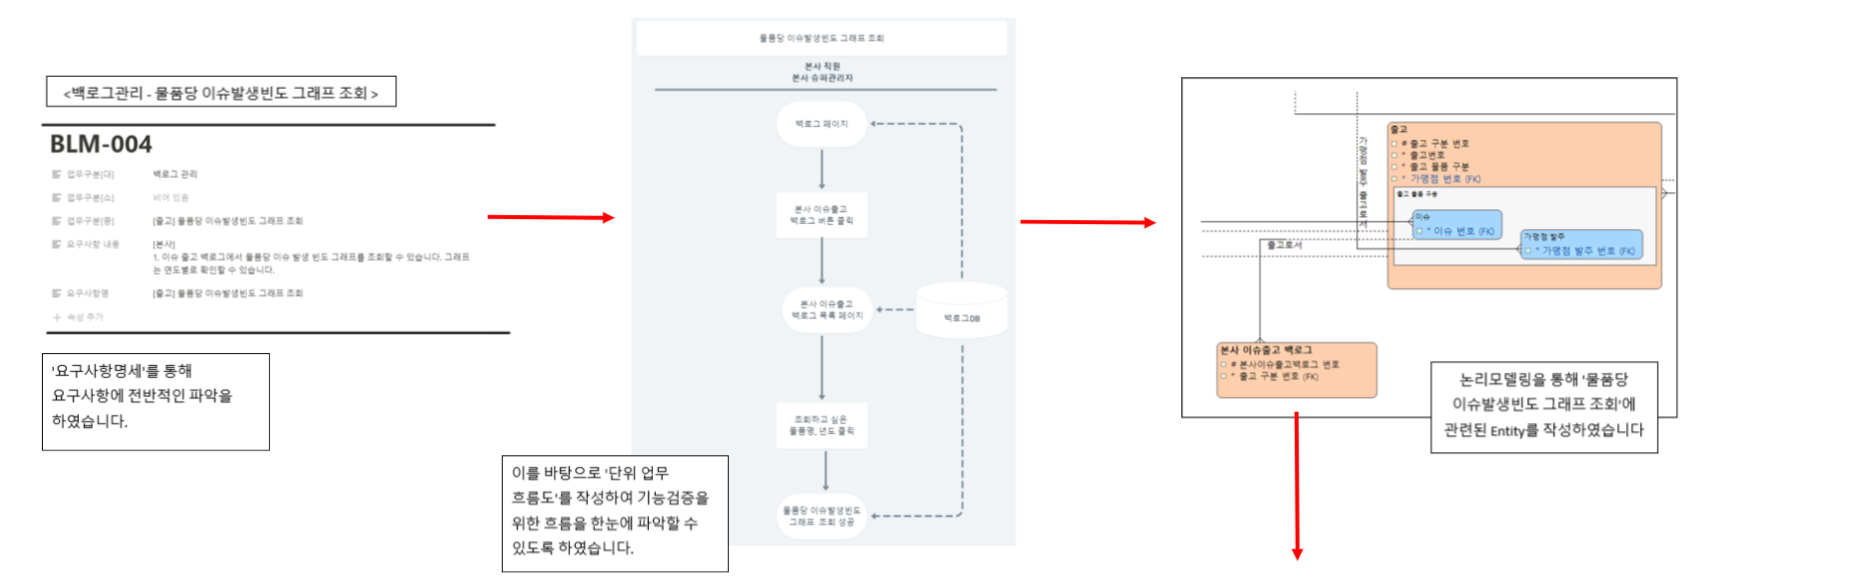 <백로그관리 - 물품당 이슈발생빈도 그래프 조회 >
BLM-004
업무구분[대] 백로그 관리
업무구분[소] 비어 있음
업무구분[중] [출고] 물품당 이슈발생빈도 그래프 조회
요구사항 내용 [본사]
1. 이슈 출고 백로그에서 물품당 이슈 발생 빈도 그래프를 조회할 수 있습니다. 그래프
는 연도별로 확인할 수 있습니다.
요구사항명 [출고] 물품당 이슈발생빈도 그래프 조회
+ 속성 추가
'요구사항명세'를 통해
요구사항에 전반적인 파악을
하였습니다.
물품당 이슈발생빈도 그래프 조회
본사 직원
본사 슈퍼관리자
백로그 페이지
본사 이슈출고
백로그 버튼 클릭
본사 이슈출고
백로그 목록 페이지
백로그DB
조회하고 싶은
물품명, 년도 클릭
물품당 이슈발생빈도
그래프 조회 성공
이를 바탕으로 '단위 업무
흐름도'를 작성하여 기능검증을
위한 흐름을 한눈에 파악할 수
있도록 하였습니다.
가맹점 발주 출고로서
출고
# 출고 구분 번호
* 출고번호
* 출고 물품 구분
* 가맹점 번호 (FK)
출고 물품 구분
이슈
* 이슈 번호 (FK)
가맹점 발주
* 가맹점 발주 번호 (FK)
출고로서
본사 이슈출고 백로그
# 본사이슈출고백로그 번호
* 출고 구분 번호 (FK)
논리모델링을 통해 '물품당
이슈발생빈도 그래프 조회'에
관련된 Entity를 작성하였습니다